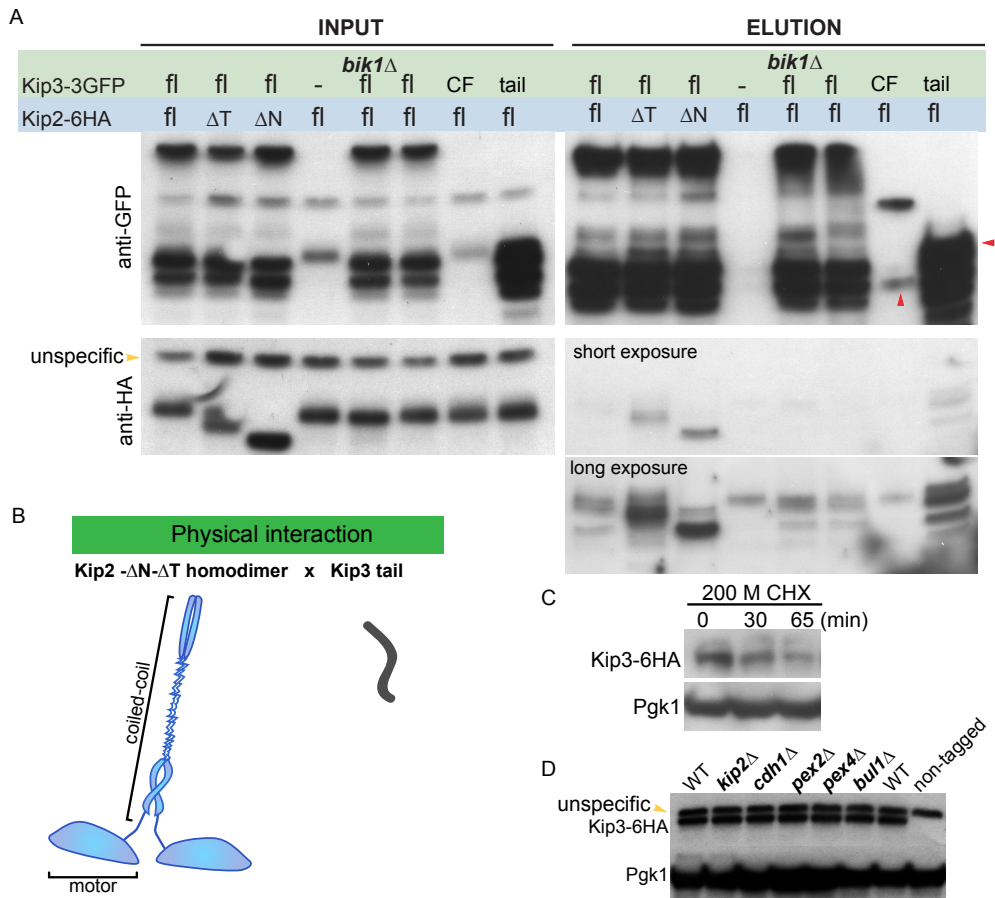 A
INPUT
ELUTION
bik1Δ
bik1Δ
Kip3-3GFP fl fl fl - fl fl CF tail
fl fl fl - fl fl CF tail
Kip2-6HA fl ΔT ΔN fl fl fl fl fl
fl ΔT ΔN fl fl fl fl fl
anti-GFP
unspecific
anti-HA
short exposure
long exposure
B
Physical interaction
Kip2 -ΔN-ΔT homodimer x Kip3 tail
coiled-coil
motor
C
200 M CHX
0 30 65 (min)
Kip3-6HA
Pgk1
D
WT kip2Δ cdh1Δ pex2Δ pex4Δ bul1Δ WT non-tagged
unspecific
Kip3-6HA
Pgk1